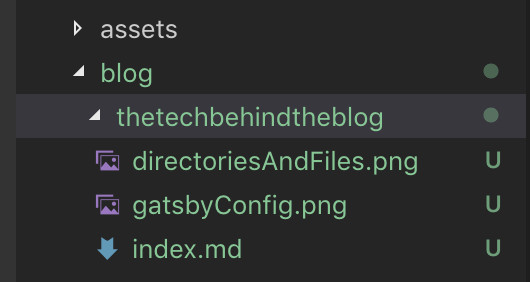 assets
blog
thetechbehindtheblog
directoriesAndFiles.png U
gatsbyConfig.png U
index.md U